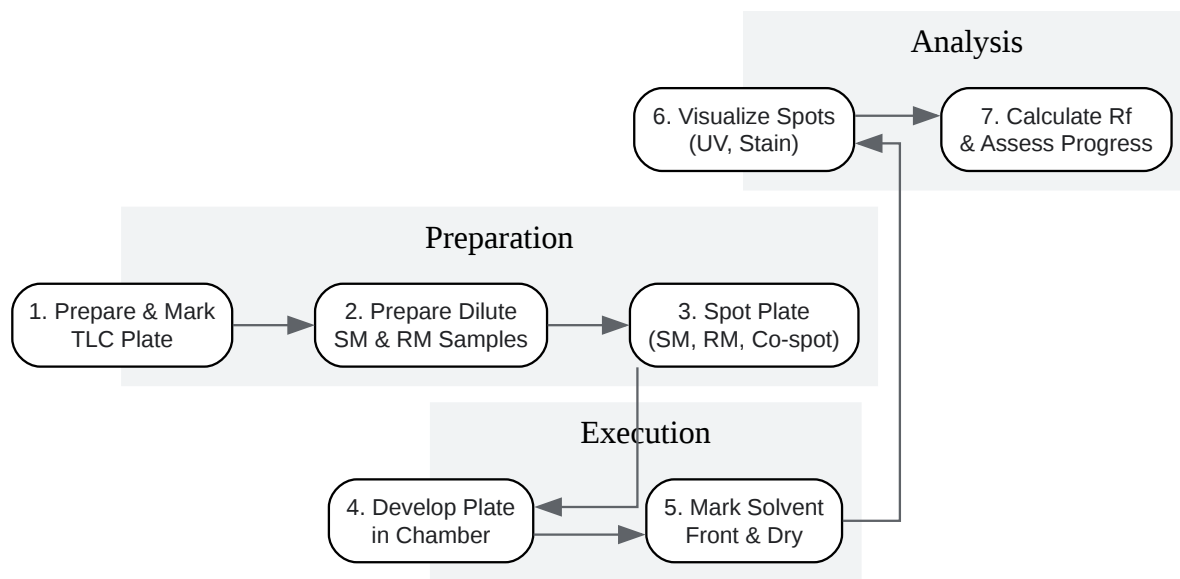 Analysis
6. Visualize Spots
(UV, Stain)
7. Calculate Rf
& Assess Progress
Preparation
1. Prepare & Mark
TLC Plate
2. Prepare Dilute
SM & RM Samples
3. Spot Plate
(SM, RM, Co-spot)
Execution
4. Develop Plate
in Chamber
5. Mark Solvent
Front & Dry